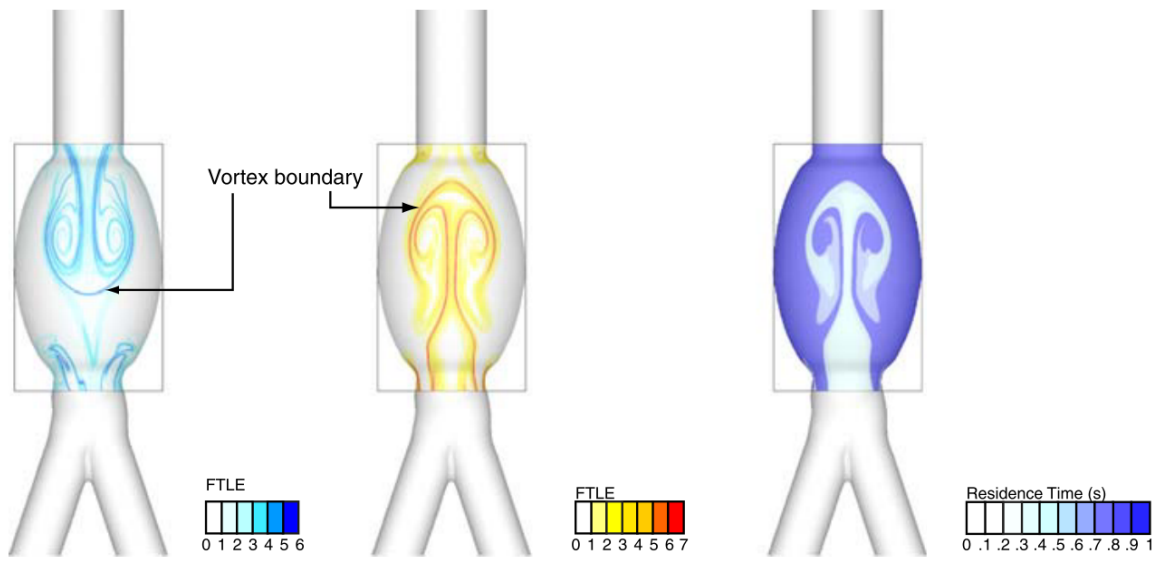 Vortex boundary
FTLE
0 1 2 3 4 5 6
FTLE
0 1 2 3 4 5 6 7
Residence Time (s)
0 .1 .2 .3 .4 .5 .6 .7 .8 .9 1